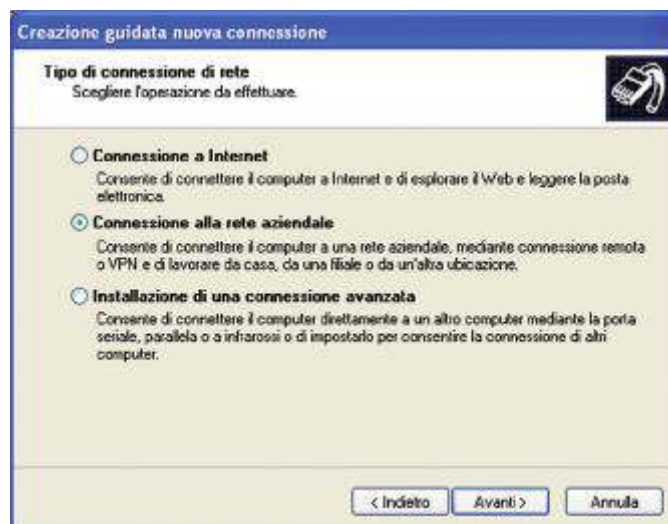 Creazione guidata nuova connessione
Tipo di connessione di rete
Scegliere l'operazione da effettuare.
Connessione a Internet
Consente di connettere il computer a Internet e di esplorare il Web e leggere la posta
elettronica.
Connessione alla rete aziendale
Consente di connettere il computer a una rete aziendale, mediante connessione remota
o VPN e di lavorare da casa, da una filiale o da un'altra ubicazione.
Installazione di una connessione avanzata
Consente di connettere il computer direttamente a un altro computer mediante la porta
seriale, parallela o a infrarossi o di impostarlo per consentire la connessione di altri
computer.
< Indietro
Avanti >
Annulla